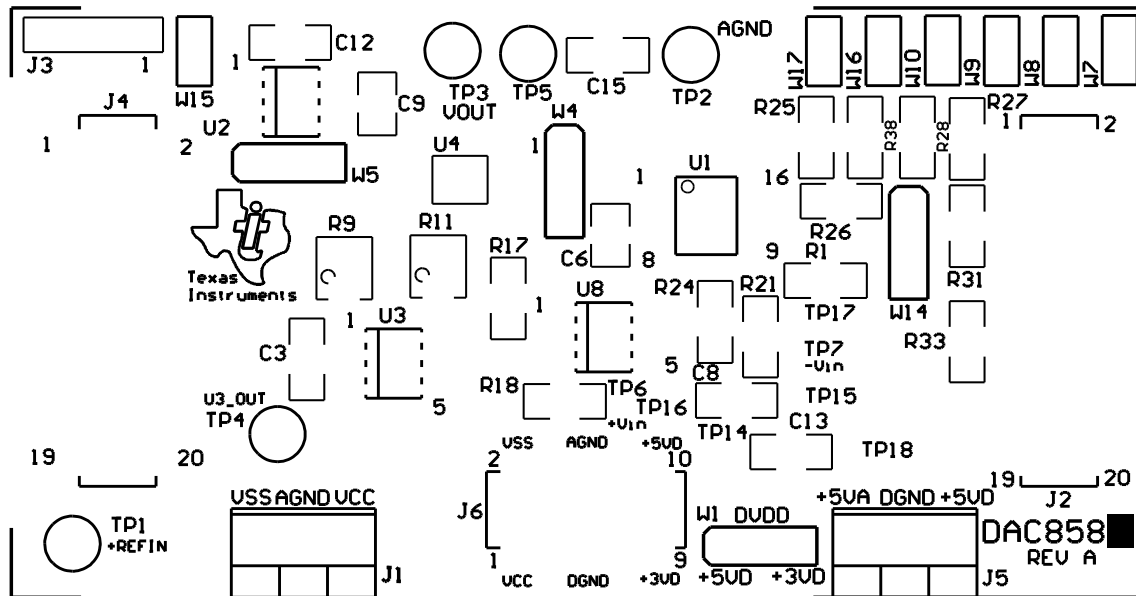 AGND
J3
1
W15
1
C12
TP3
VOUT
TP5
C15
TP2
W17
W16
W10
W9
W8
W7
J4
1
2
U2
C9
W4
1
R25
R38
R28
R27
1
2
W5
U4
U1
1
16
R26
Texas
Instruments
R9
R11
R17
C6
8
9
R1
W14
R31
C3
1
U3
1
U8
R24
R21
TP17
R33
TP7
-Vin
5
C8
U3_OUT
TP4
5
R18
TP6
+Vin
TP16
TP15
TP14
C13
TP18
19
20
VSS
AGND
+5VD
2
10
19
20
J2
VSS AGND VCC
J6
W1 DVDD
+5VA DGND +5VD
TP1
+REFIN
DAC858
REV A
J1
1
9
VCC
DGND
+3VD
+5VD +3VD
J5